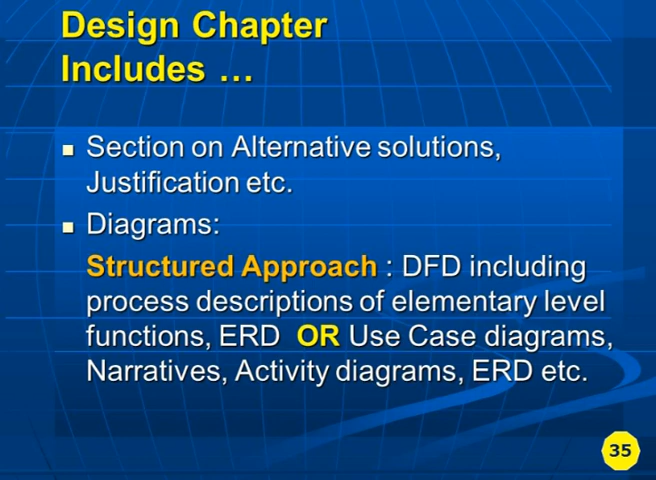 Design Chapter
Includes …
Section on Alternative solutions,
Justification etc.
Diagrams:
Structured Approach : DFD including
process descriptions of elementary level
functions, ERD OR Use Case diagrams,
Narratives, Activity diagrams, ERD etc.
35